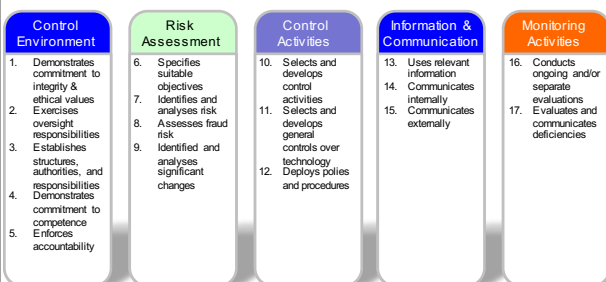 Control
Environment
1. Demonstrates
commitment to
integrity &
ethical values
2. Exercises
oversight
responsibilities
3. Establishes
structures,
authorities, and
responsibilities
4. Demonstrates
commitment to
competence
5. Enforces
accountability
Risk
Assessment
6. Specifies
suitable
objectives
7. Identifies and
analyses risk
8. Assesses fraud
risk
9. Identified and
analyses
significant
changes
Control
Activities
10. Selects and
develops
control
activities
11. Selects and
develops
general
controls over
technology
12. Deploys polies
and procedures
Information &
Communication
13. Uses relevant
information
14. Communicates
internally
15. Communicates
externally
Monitoring
Activities
16. Conducts
ongoing and/or
separate
evaluations
17. Evaluates and
communicates
deficiencies